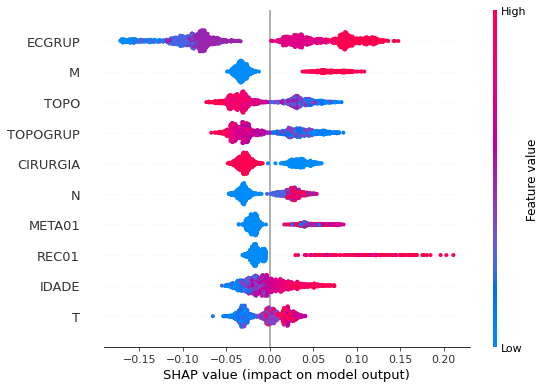 High
ECGRUP
M
TOPO
TOPOGRUP
CIRURGIA
N
META01
REC01
IDADE
T
Feature value
Low
−0.15 −0.10 −0.05 0.00 0.05 0.10 0.15 0.20
SHAP value (impact on model output)